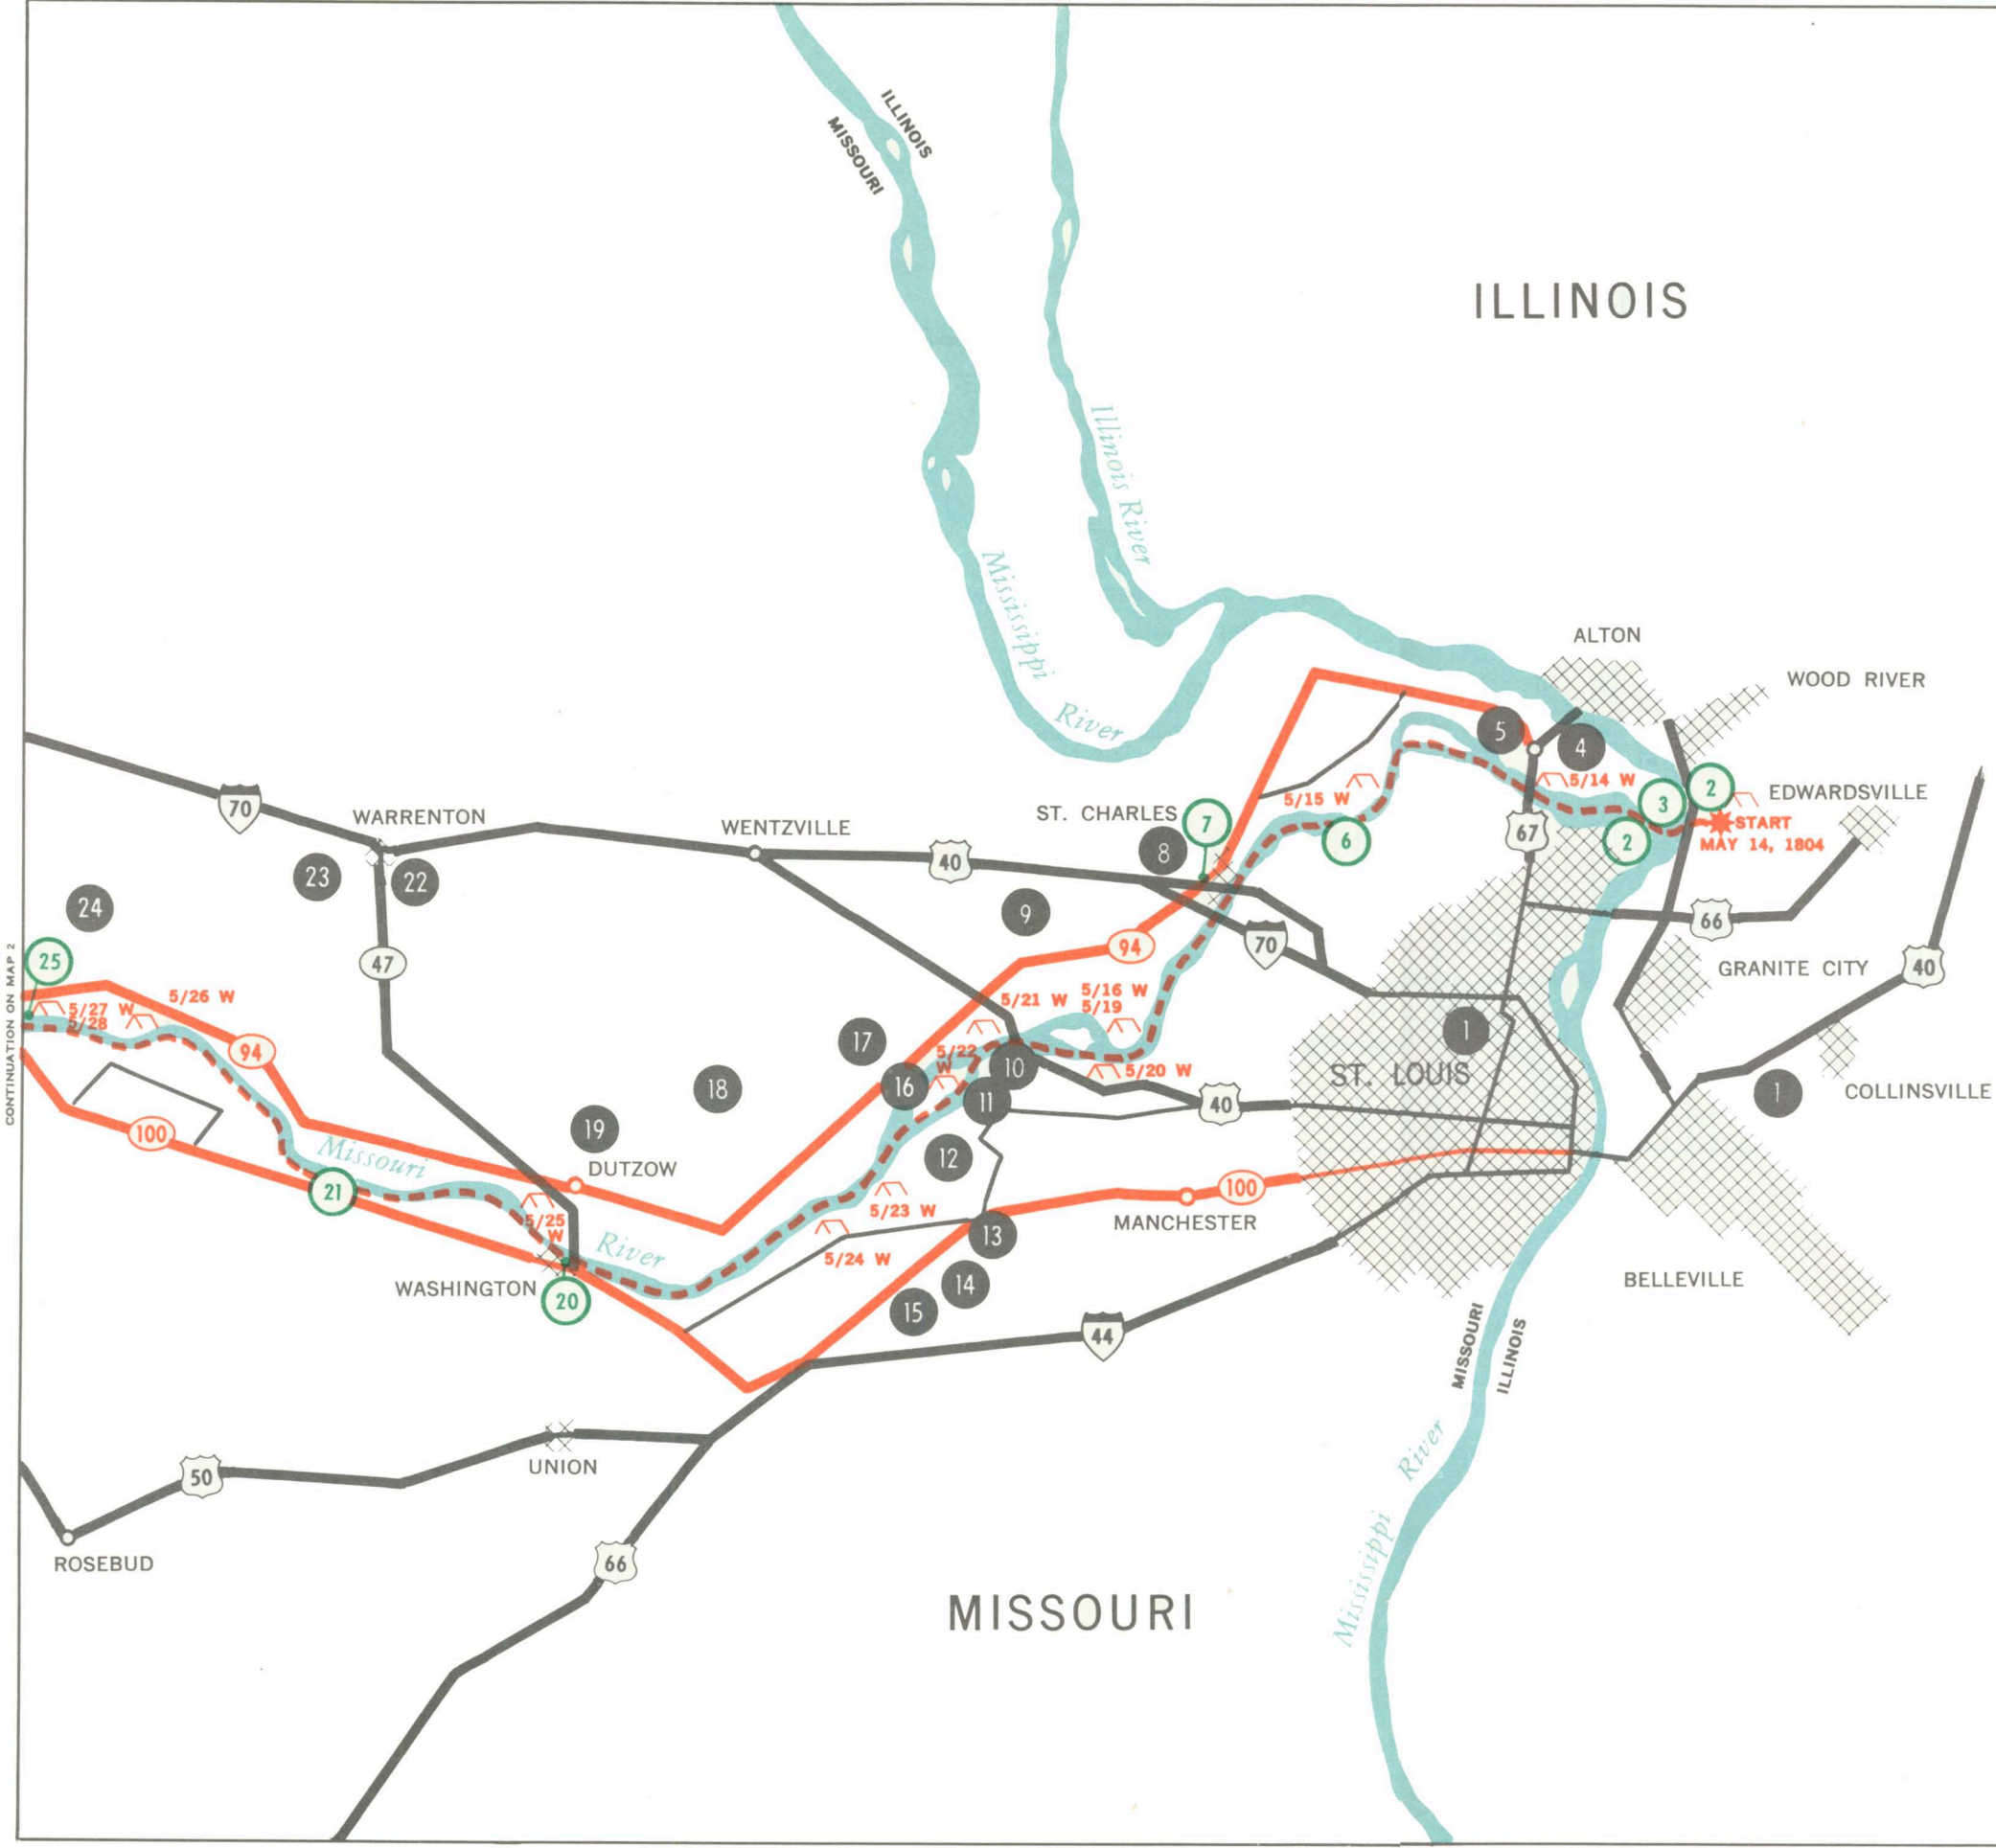 ILLINOIS
MISSOURI
ILLINOIS
Illinois River
Mississippi
River
ALTON
WOOD RIVER
5
4
5/14 W
2
3
EDWARDSVILLE
START
MAY 14, 1804
2
5/15 W
67
6
ST. CHARLES
7
8
70
WARRENTON
WENTZVILLE
40
23
22
24
9
66
94
70
47
GRANITE CITY
40
CONTINUATION ON MAP 2
25
5/26 W
5/27 W
5/28
94
5/21 W
5/16 W
5/19
17
5/22
W
10
5/20 W
1
ST. LOUIS
16
18
11
40
1
COLLINSVILLE
100
19
DUTZOW
12
Missouri
21
100
MANCHESTER
5/23 W
5/25
W
13
River
5/24 W
WASHINGTON
20
14
15
BELLEVILLE
44
MISSOURI
ILLINOIS
UNION
50
River
Mississippi
ROSEBUD
66
MISSOURI